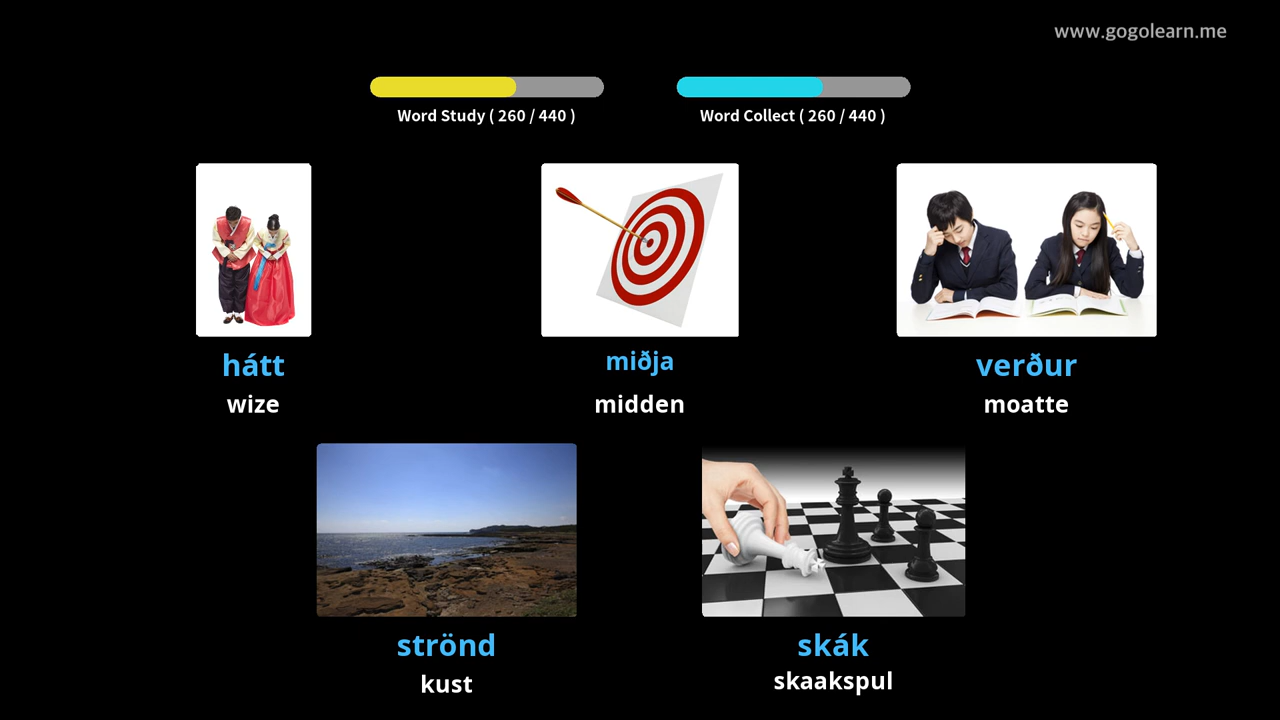 www.gogolearn.me
Word Study ( 260 / 440 )
Word Collect ( 260 / 440 )
hátt
wize
miðja
midden
verður
moatte
strönd
kust
skák
skaakspul